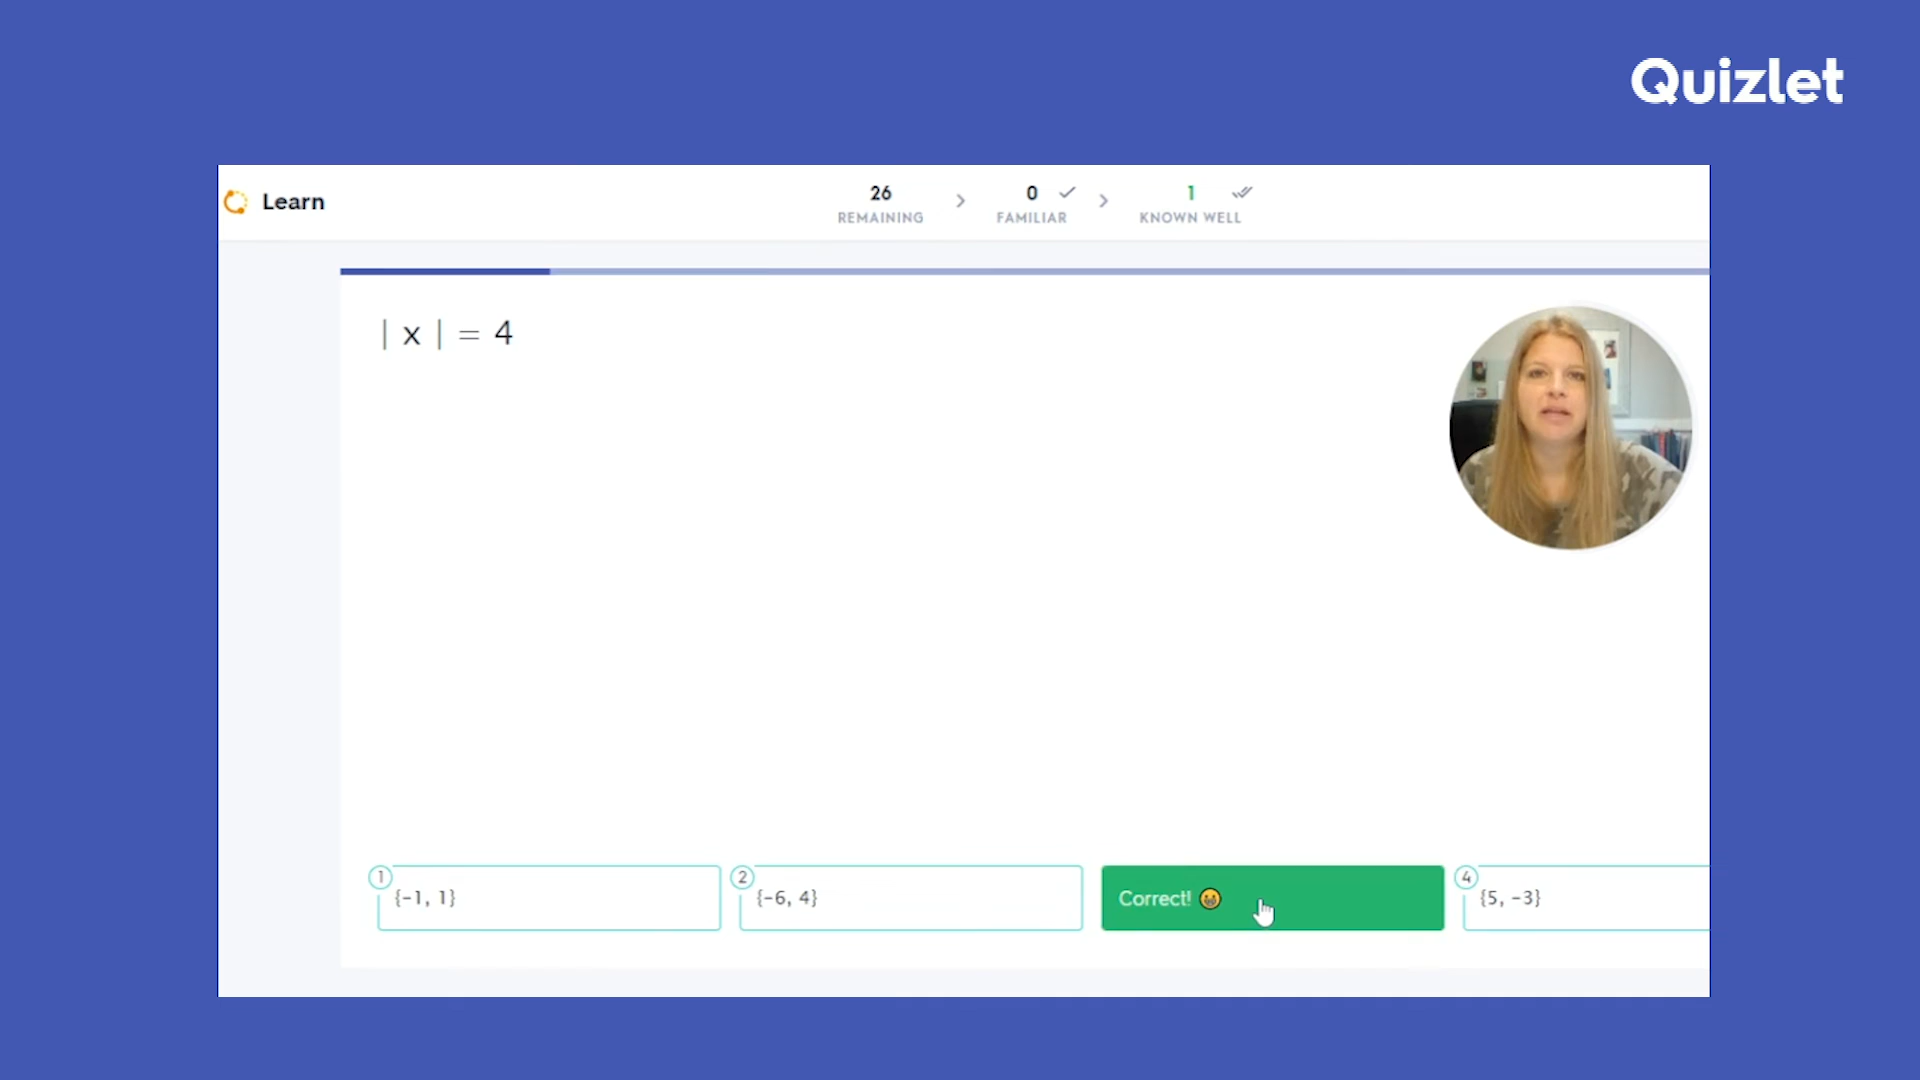 Quizlet
Learn
26
REMAINING
0
FAMILIAR
1
KNOWN WELL
| x | = 4
1
{-1, 1}
2
{-6, 4}
Correct!
4
{5, -3}